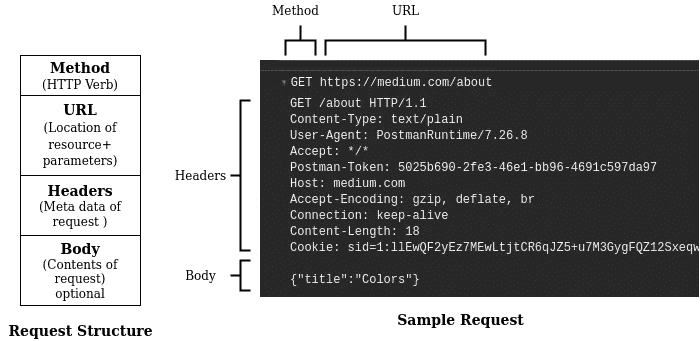 Method
URL
Method
(HTTP Verb)
URL
(Location of
resource+
parameters)
Headers
(Meta data of
request )
Body
(Contents of
request)
optional
Request Structure
Headers
Body
GET https://medium.com/about
GET /about HTTP/1.1
Content-Type: text/plain
User-Agent: PostmanRuntime/7.26.8
Accept: */*
Postman-Token: 5025b690-2fe3-46e1-bb96-4691c597da97
Host: medium.com
Accept-Encoding: gzip, deflate, br
Connection: keep-alive
Content-Length: 18
Cookie: sid=1:llEwQF2yEz7MEwLtjtCR6qJZ5+u7M3GygFQZ12Sxeqw
{"title":"Colors"}
Sample Request